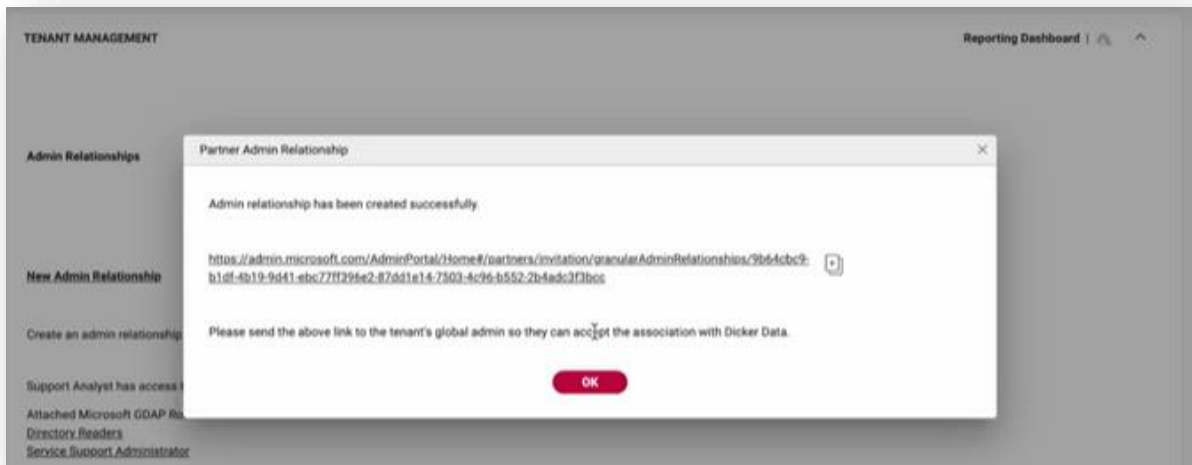 TENANT MANAGEMENT
Reporting Dashboard |
Admin Relationships
Partner Admin Relationship
Admin relationship has been created successfully.
https://admin.microsoft.com/AdminPortal/Home#/partners/invitation/granularAdminRelationships/9b64cbc9-
b1df-4b19-9d41-ebc77ff396e2-87dd1e14-7503-4c96-b552-2b4adc3f3bcc
New Admin Relationship
Please send the above link to the tenant's global admin so they can accept the association with Dicker Data.
Create an admin relationship
OK
Support Analyst has access
Attached Microsoft GDAP
Directory Readers
Service Support Administrator